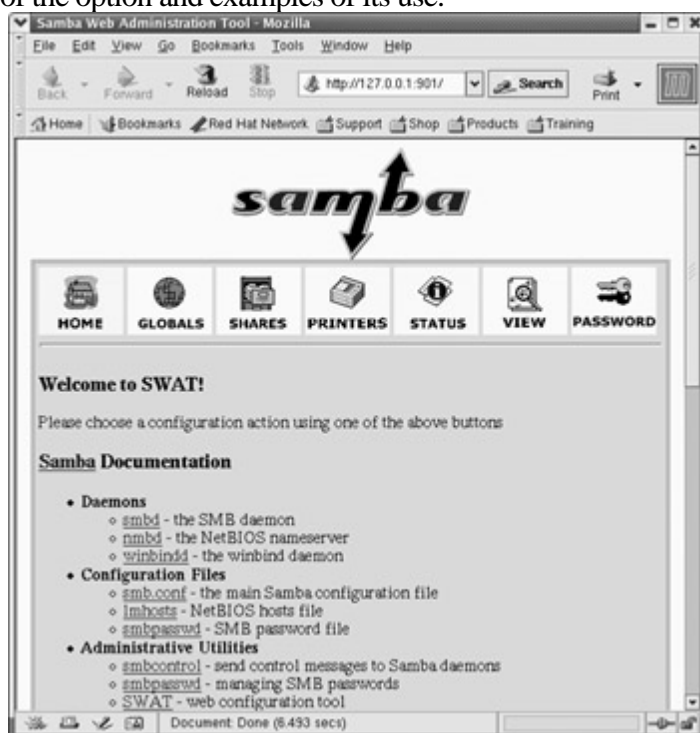 of the option and examples of its use.
Samba Web Administration Tool - Mozilla
File Edit View Go Bookmarks Tools Window Help
Back Forward Reload Stop http://127.0.0.1:901/ Search Print
Home Bookmarks Red Hat Network Support Shop Products Training
samba
HOME GLOBALS SHARES PRINTERS STATUS VIEW PASSWORD
Welcome to SWAT!
Please choose a configuration action using one of the above buttons
Samba Documentation
• Daemons
◦ smbd - the SMB daemon
◦ nmbd - the NetBIOS nameserver
◦ winbindd - the winbind daemon
• Configuration Files
◦ smb.conf - the main Samba configuration file
◦ lmhosts - NetBIOS hosts file
◦ smbpasswd - SMB password file
• Administrative Utilities
◦ smbcontrol - send control messages to Samba daemons
◦ smbpasswd - managing SMB passwords
◦ SWAT - web configuration tool
Document: Done (6.493 secs)